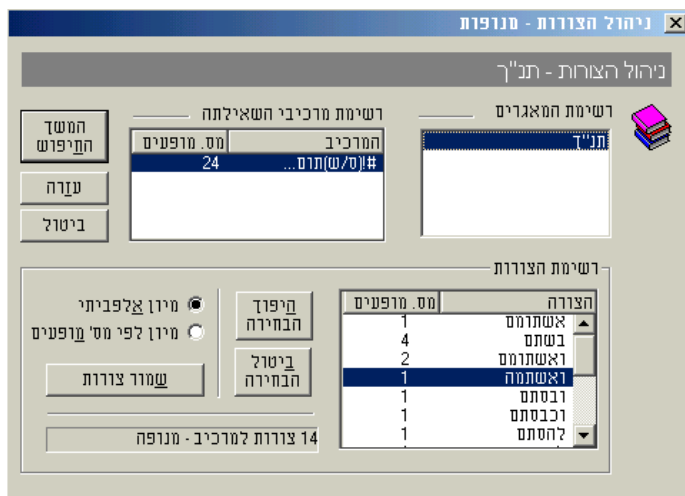 ניהול הצורות - מנופות
ניהול הצורות - תנ"ך
רשימת המאגרים
תנ"ך
רשימת מרכיבי השאילתה
המרכיב מס. מופעים
#!(ס/ש)תום... 24
המשך החיפוש
עזרה
ביטול
רשימת הצורות
הצורה מס. מופעים
אשתומם 1
בשתם 4
ואשתומם 2
ואשתמה 1
ובסתם 1
וכבסתם 1
להסתם 1
היפוך הבחירה
ביטול הבחירה
מיון אלפביתי
מיון לפי מס' מופעים
שמור צורות
14 צורות למרכיב - מנופה